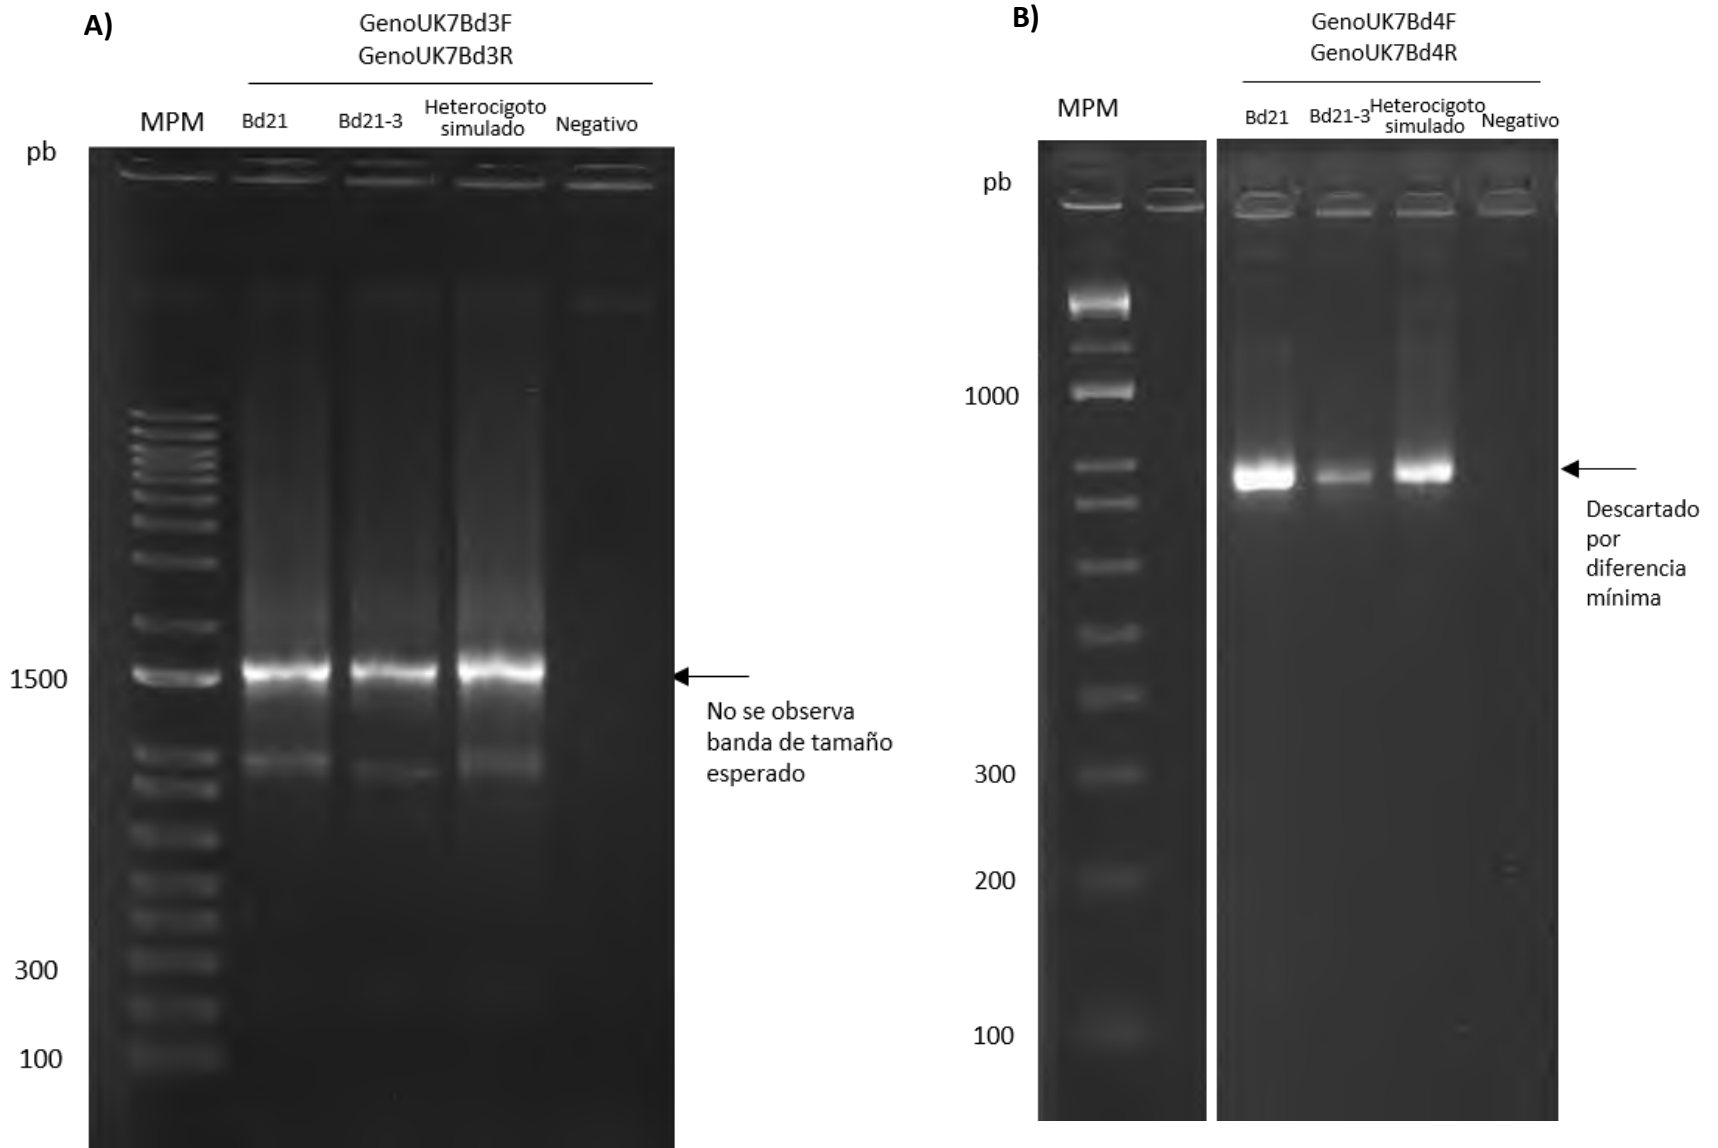 A)
GenoUK7Bd3F
GenoUK7Bd3R
MPM
Bd21
Bd21-3
Heterocigoto
simulado
Negativo
pb
1500
300
100
No se observa
banda de tamaño
esperado
B)
GenoUK7Bd4F
GenoUK7Bd4R
MPM
Bd21
Bd21-3
Heterocigoto
simulado
Negativo
pb
1000
300
200
100
Descartado
por
diferencia
mínima